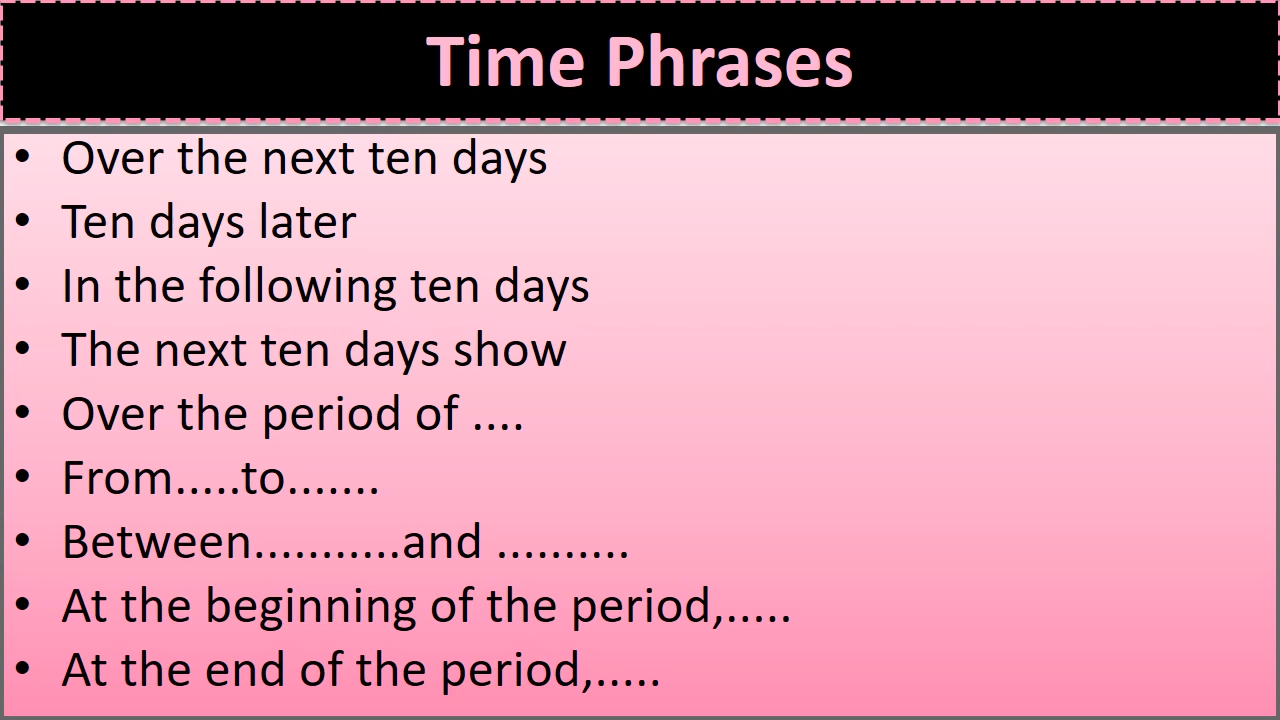 Time Phrases
• Over the next ten days
• Ten days later
• In the following ten days
• The next ten days show
• Over the period of ....
• From.....to.......
• Between...........and ..........
• At the beginning of the period,.....
• At the end of the period,.....